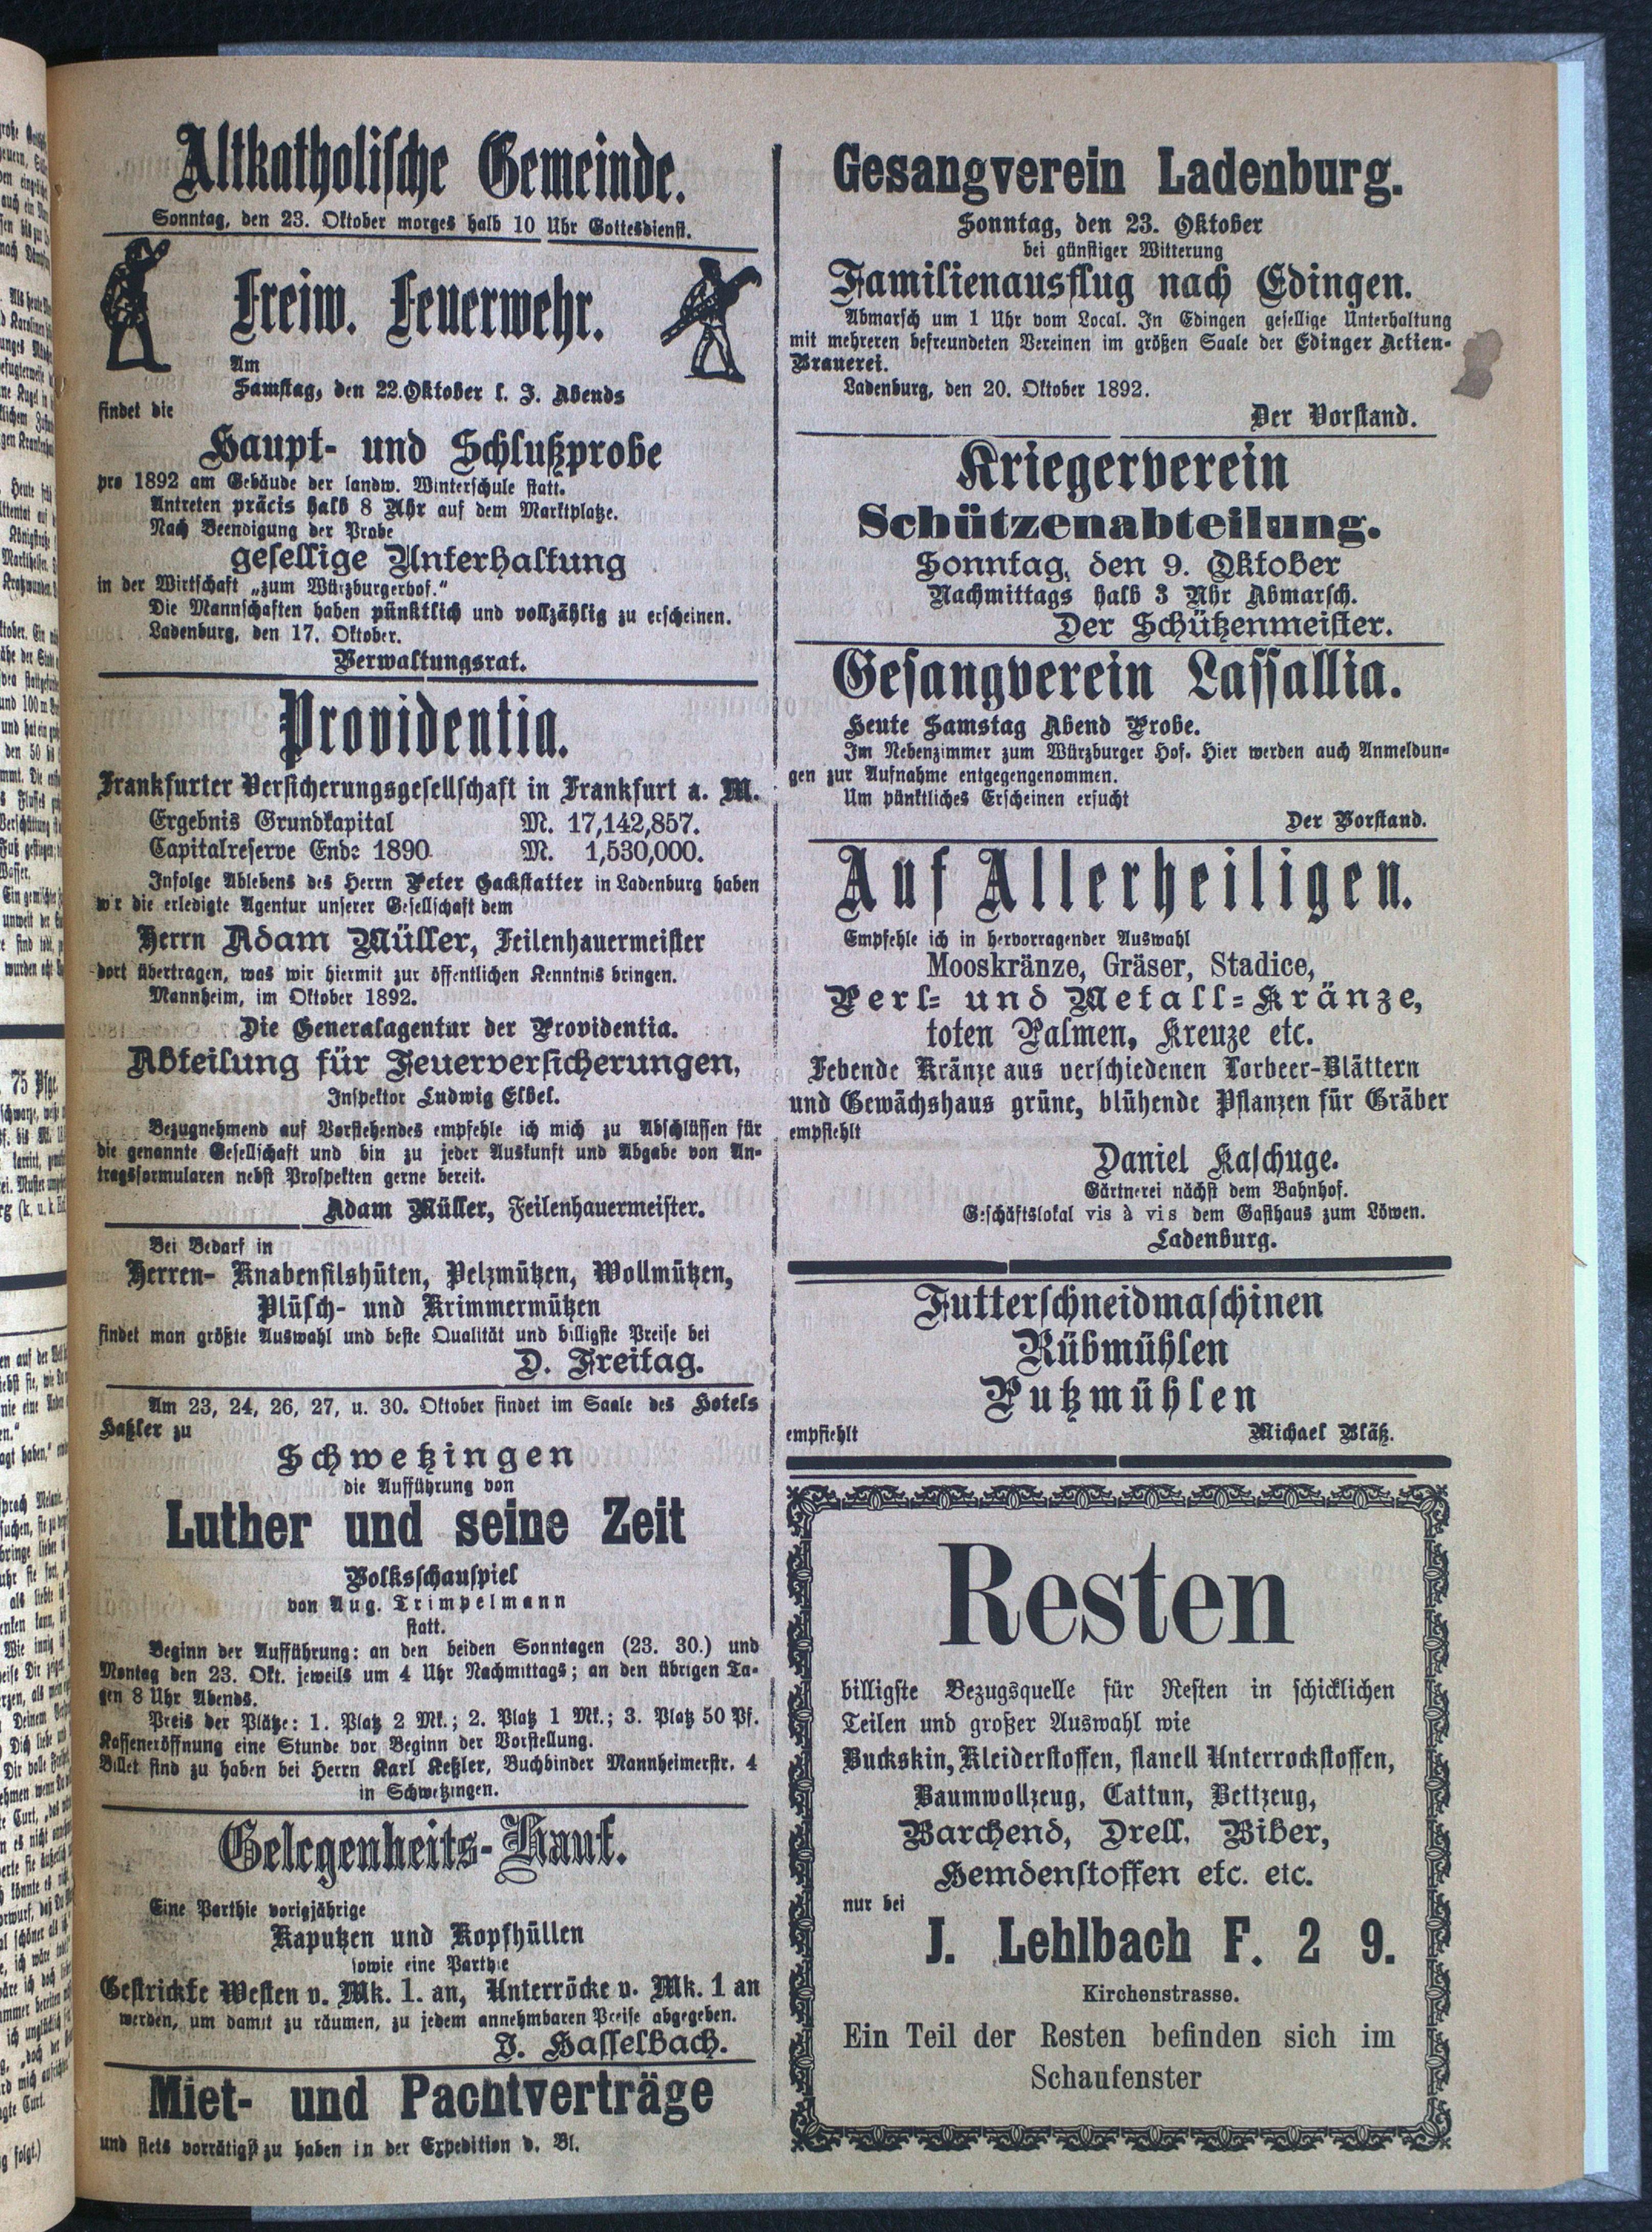 Altkatholische Gemeinde.
Sonntag, den 23. Oktober morges halb 10 Uhr Gottesdienst.
Freiw. Feuerwehr.
Am
Samstag, den 22. Oktober l. J. Abends
findet die
Haupt- und Schlußprobe
pro 1892 am Gebäude der landw. Winterschule statt.
Antreten präcis halb 8 Uhr auf dem Marktplatze.
Nach Beendigung der Probe
gesellige Unterhaltung
in der Wirtschaft „zum Würzburgerhof.“
Die Mannschaften haben pünktlich und vollzählig zu erscheinen.
Ladenburg, den 17. Oktober.
Verwaltungsrat.
Providentia.
Frankfurter Versicherungsgesellschaft in Frankfurt a. M.
Ergebnis Grundkapital M. 17,142,857.
Capitalreserve Ende 1890 M. 1,530,000.
Infolge Ablebens des Herrn Peter Gackstatter in Ladenburg haben
wir die erledigte Agentur unserer Gesellschaft dem
Herrn Adam Müller, Feilenhauermeister
dort übertragen, was wir hiermit zur öffentlichen Kenntnis bringen.
Mannheim, im Oktober 1892.
Die Generalagentur der Providentia.
Abteilung für Feuerversicherungen,
Inspektor Ludwig Elbel.
Bezugnehmend auf Vorstehendes empfehle ich mich zu Abschlüssen für
die genannte Gesellschaft und bin zu jeder Auskunft und Abgabe von An-
tragsformularen nebst Prospekten gerne bereit.
Adam Müller, Feilenhauermeister.
Bei Bedarf in
Herren- Knabenfilshüten, Pelzmützen, Wollmützen,
Plüsch- und Krimmermützen
findet man größte Auswahl und beste Qualität und billigste Preise bei
D. Freitag.
Am 23, 24, 26, 27, u. 30. Oktober findet im Saale des Hotels
Haßler zu
Schwetzingen
die Aufführung von
Luther und seine Zeit
Volksschauspiel
von Aug. Trimpelmann
statt.
Beginn der Aufführung: an den beiden Sonntagen (23. 30.) und
Montag den 23. Okt. jeweils um 4 Uhr Nachmittags; an den übrigen Ta-
gen 8 Uhr Abends.
Preis der Plätze: 1. Platz 2 Mk.; 2. Platz 1 Mk.; 3. Platz 50 Pf.
Kasseneröffnung eine Stunde vor Beginn der Vorstellung.
Billet sind zu haben bei Herrn Karl Keßler, Buchbinder Mannheimerstr. 4
in Schwetzingen.
Gelegenheits-Kauf.
Eine Parthie vorigjährige
Kaputzen und Kopfhüllen
sowie eine Parthie
Gestrickte Westen v. Mk. 1. an, Unterröcke v. Mk. 1 an
werden, um damit zu räumen, zu jedem annehmbaren Preise abgegeben.
J. Hasselbach.
Miet- und Pachtverträge
und stets vorrätigst zu haben in der Expedition d. Bl.
Gesangverein Ladenburg.
Sonntag, den 23. Oktober
bei günstiger Witterung
Familienausflug nach Edingen.
Abmarsch um 1 Uhr vom Local. In Edingen gesellige Unterhaltung
mit mehreren befreundeten Vereinen im größen Saale der Edinger Actien-
Brauerei.
Ladenburg, den 20. Oktober 1892.
Der Vorstand.
Kriegerverein
Schützenabteilung.
Sonntag, den 9. Oktober
Nachmittags halb 3 Uhr Abmarsch.
Der Schützenmeister.
Gesangverein Lassallia.
Heute Samstag Abend Probe.
Im Nebenzimmer zum Würzburger Hof. Hier werden auch Anmeldun-
gen zur Aufnahme entgegengenommen.
Um pünktliches Erscheinen ersucht
Der Vorstand.
Auf Allerheiligen.
Empfehle ich in hervorragender Auswahl
Mooskränze, Gräser, Stadice,
Perl- und Metall-Kränze,
toten Palmen, Kreuze etc.
Lebende Kränze aus verschiedenen Lorbeer-Blättern
und Gewächshaus grüne, blühende Pflanzen für Gräber
empfiehlt
Daniel Kaschuge.
Gärtnerei nächst dem Bahnhof.
Geschäftslokal vis à vis dem Gasthaus zum Löwen.
Ladenburg.
Futterschneidmaschinen
Rübmühlen
Putzmühlen
empfiehlt Michael Bläß.
Resten
billigste Bezugsquelle für Resten in schicklichen
Teilen und großer Auswahl wie
Buckskin, Kleiderstoffen, flanell Unterrockstoffen,
Baumwollzeug, Cattun, Bettzeug,
Barchend, Drell, Biber,
Hemdenstoffen etc. etc.
nur bei
J. Lehlbach F. 2 9.
Kirchenstrasse.
Ein Teil der Resten befinden sich im
Schaufenster